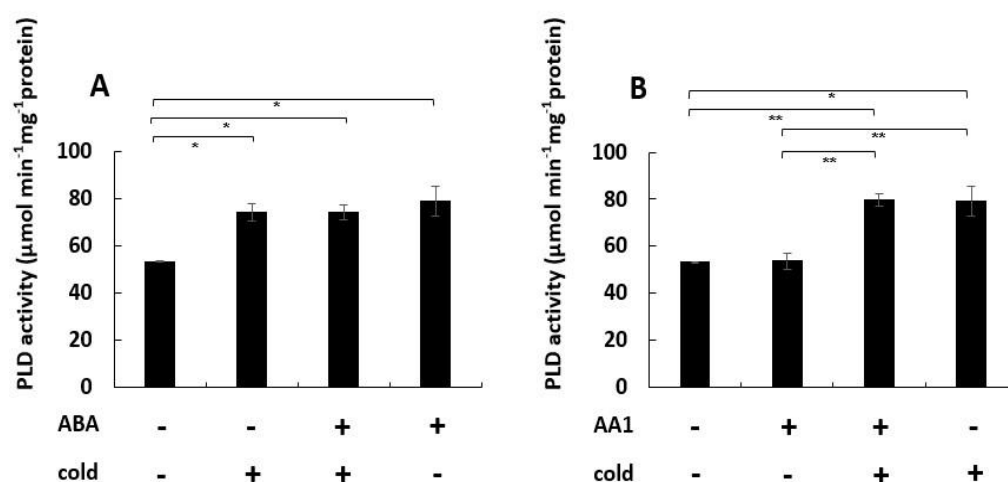 A
PLD activity (µmol min⁻¹mg⁻¹protein)
*
*
*
100
80
60
40
20
0
ABA - - + +
cold - + + -
B
PLD activity (µmol min⁻¹mg⁻¹protein)
*
**
**
**
100
80
60
40
20
0
AA1 - + + -
cold - - + +